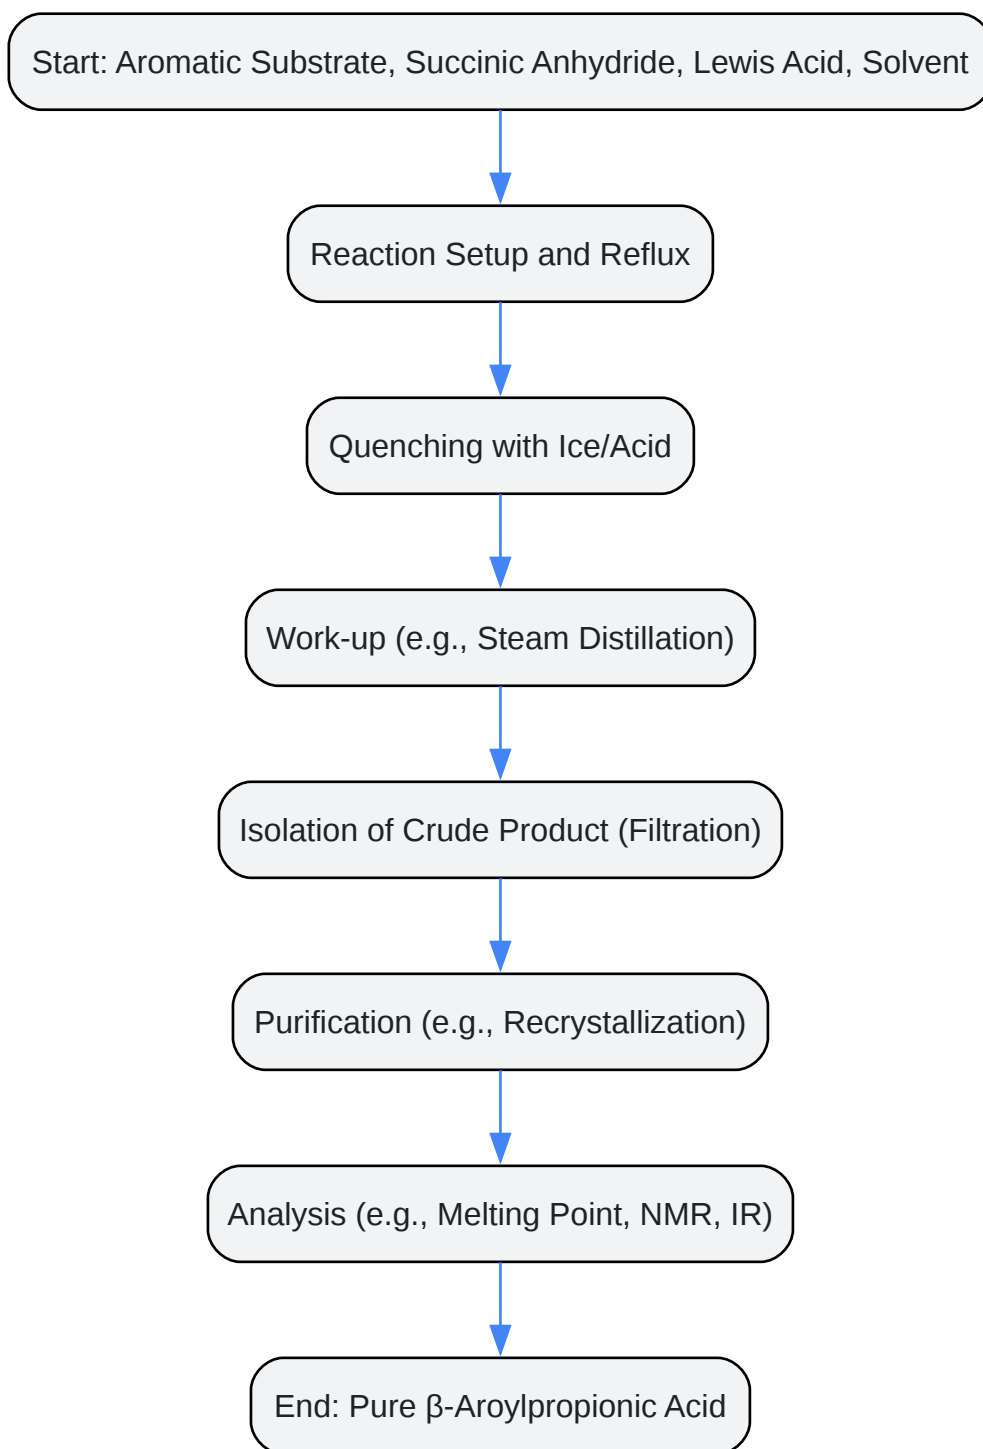 Start: Aromatic Substrate, Succinic Anhydride, Lewis Acid, Solvent
Reaction Setup and Reflux
Quenching with Ice/Acid
Work-up (e.g., Steam Distillation)
Isolation of Crude Product (Filtration)
Purification (e.g., Recrystallization)
Analysis (e.g., Melting Point, NMR, IR)
End: Pure β-Aroylpropionic Acid